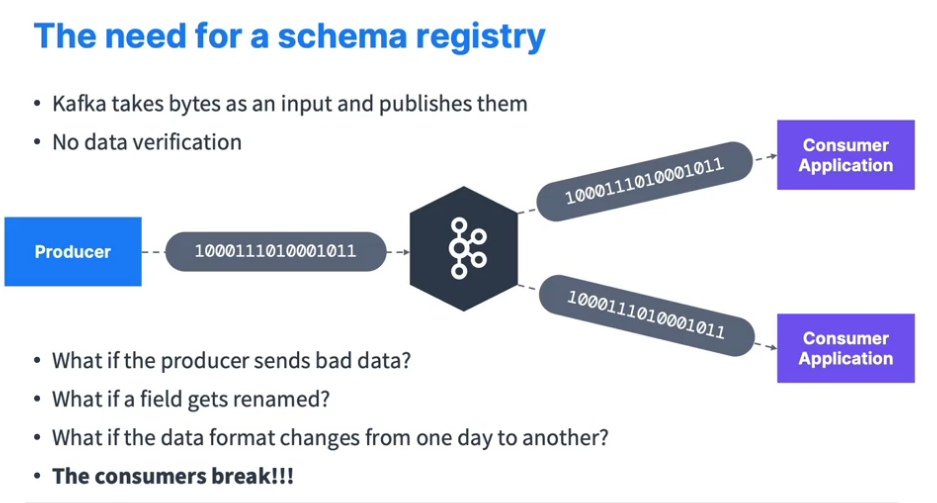 The need for a schema registry
• Kafka takes bytes as an input and publishes them
• No data verification
Consumer
Application
1000111010001011
Producer
1000111010001011
1000111010001011
Consumer
Application
• What if the producer sends bad data?
• What if a field gets renamed?
• What if the data format changes from one day to another?
• The consumers break!!!